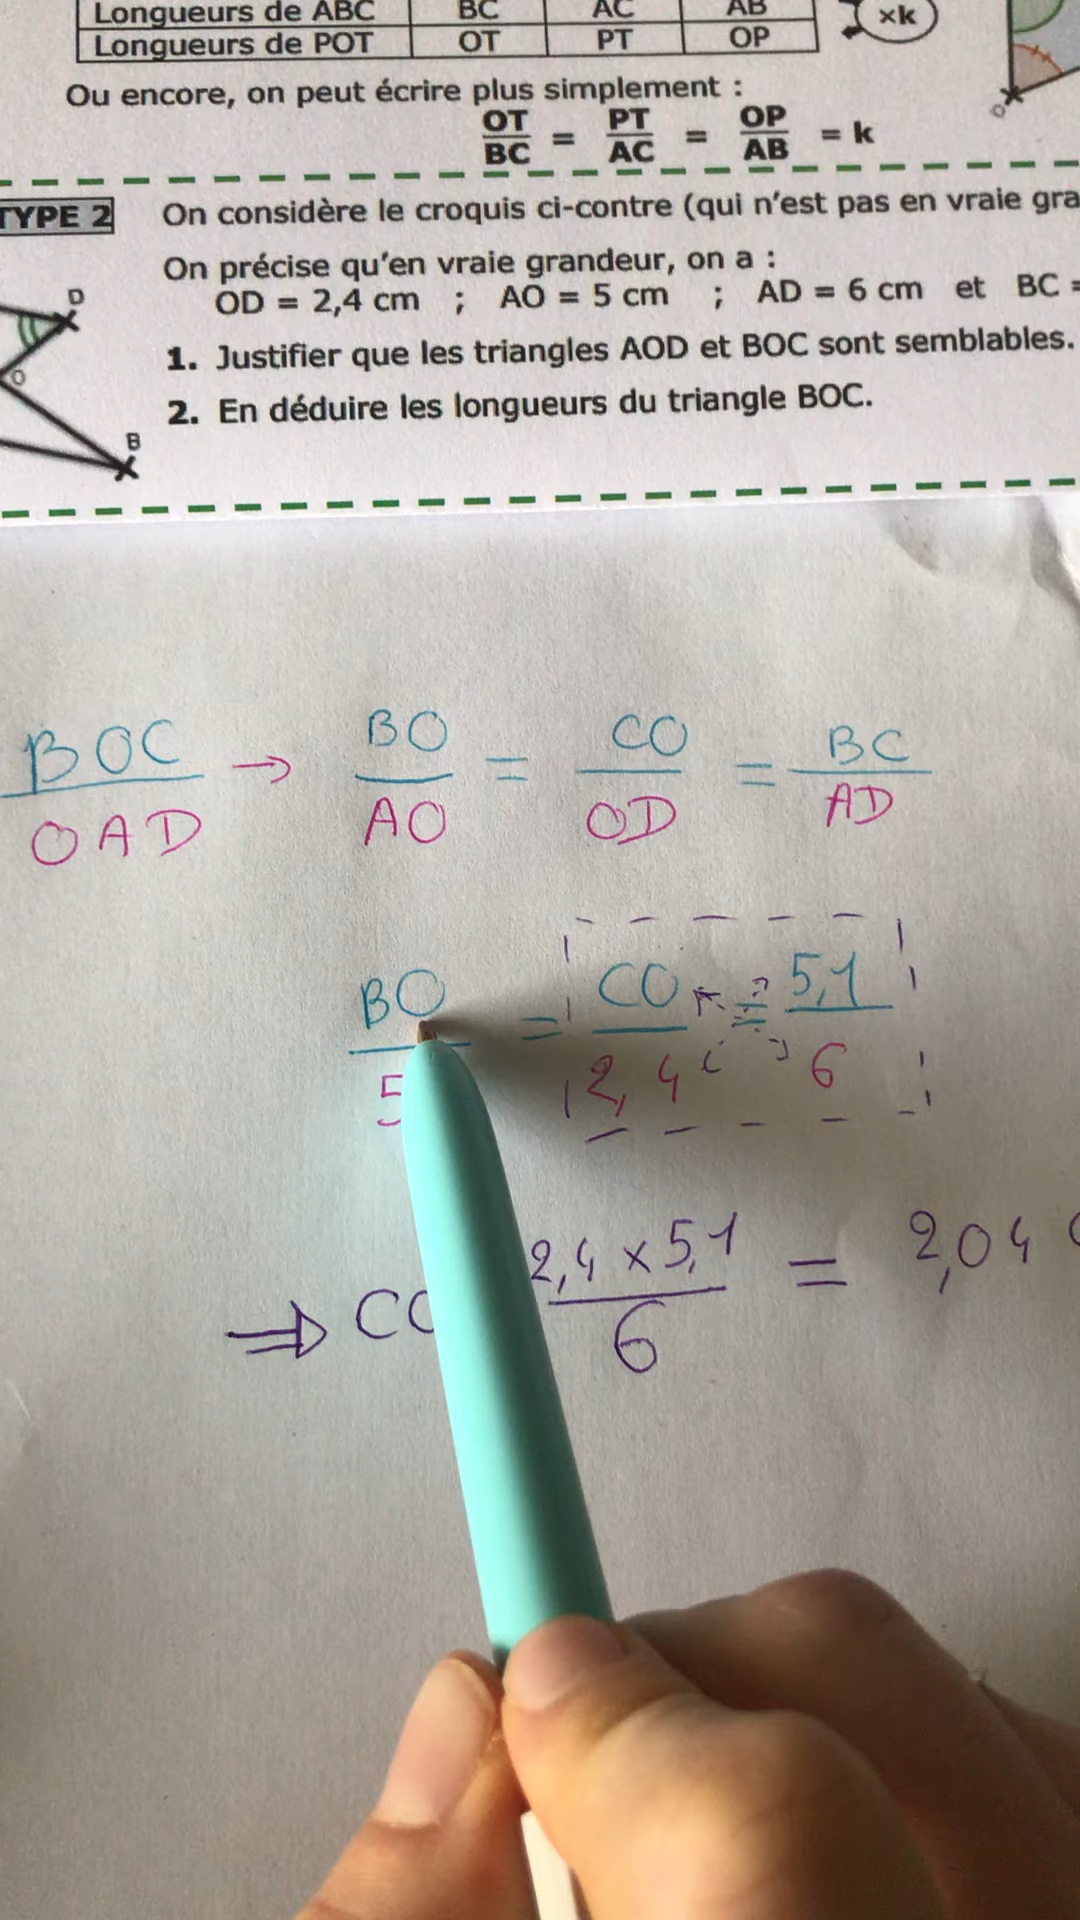 Longueurs de ABC BC AC AB
Longueurs de POT OT PT OP
×k
Ou encore, on peut écrire plus simplement :
OT/BC = PT/AC = OP/AB = k
TYPE 2 On considère le croquis ci-contre (qui n'est pas en vraie gra
On précise qu'en vraie grandeur, on a :
OD = 2,4 cm ; AO = 5 cm ; AD = 6 cm et BC =
1. Justifier que les triangles AOD et BOC sont semblables.
2. En déduire les longueurs du triangle BOC.
D
O
B
BOC/OAD → BO/AO = CO/OD = BC/AD
BO/5 = CO/2,4 = 5,1/6
⇒ CO 2,4 × 5,1/6 = 2,04